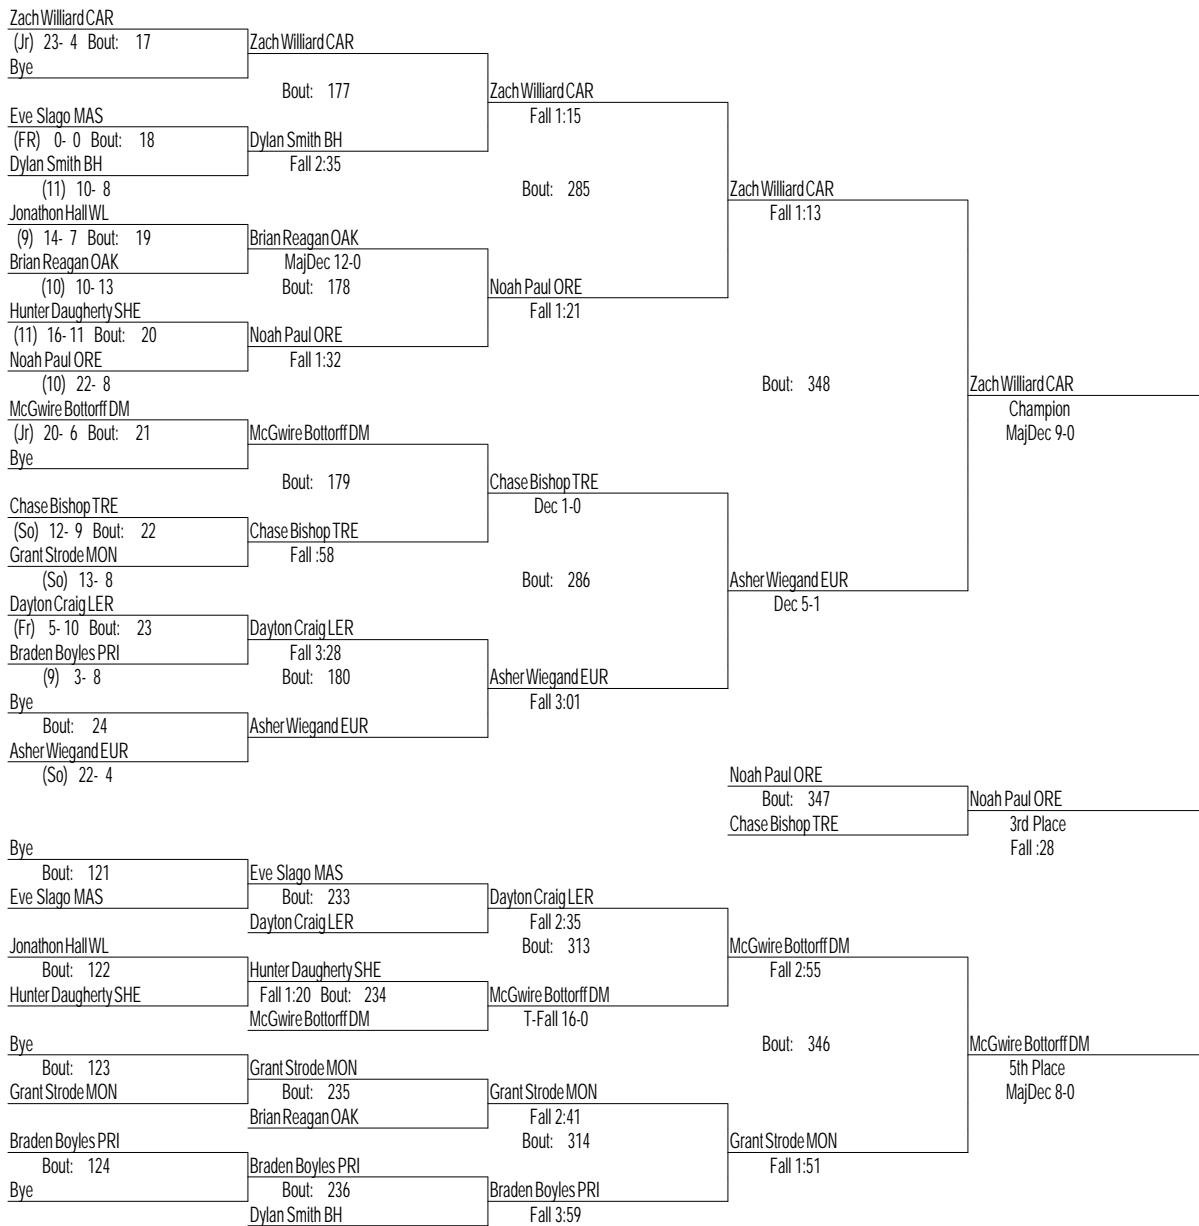 Zach Williard CAR
(Jr) 23- 4 Bout: 17
Bye
Zach Williard CAR
Bout: 177
Eve Slago MAS
(FR) 0- 0 Bout: 18
Dylan Smith BH
(11) 10- 8
Dylan Smith BH
Fall 2:35
Zach Williard CAR
Fall 1:15
Bout: 285
Jonathon Hall WL
(9) 14- 7 Bout: 19
Brian Reagan OAK
(10) 10- 13
Brian Reagan OAK
MajDec 12-0
Bout: 178
Hunter Daugherty SHE
(11) 16- 11 Bout: 20
Noah Paul ORE
(10) 22- 8
Noah Paul ORE
Fall 1:32
Noah Paul ORE
Fall 1:21
Zach Williard CAR
Fall 1:13
Bout: 348
McGwire Bottorff DM
(Jr) 20- 6 Bout: 21
Bye
McGwire Bottorff DM
Bout: 179
Chase Bishop TRE
(So) 12- 9 Bout: 22
Grant Strode MON
(So) 13- 8
Chase Bishop TRE
Fall :58
Chase Bishop TRE
Dec 1-0
Bout: 286
Dayton Craig LER
(Fr) 5- 10 Bout: 23
Braden Boyles PRI
(9) 3- 8
Dayton Craig LER
Fall 3:28
Bout: 180
Bye
Bout: 24
Asher Wiegand EUR
(So) 22- 4
Asher Wiegand EUR
Asher Wiegand EUR
Fall 3:01
Asher Wiegand EUR
Dec 5-1
Zach Williard CAR
Champion
MajDec 9-0
Noah Paul ORE
Bout: 347
Chase Bishop TRE
Noah Paul ORE
3rd Place
Fall :28
Bye
Bout: 121
Eve Slago MAS
Eve Slago MAS
Bout: 233
Dayton Craig LER
Dayton Craig LER
Fall 2:35
Bout: 313
Jonathon Hall WL
Bout: 122
Hunter Daugherty SHE
Hunter Daugherty SHE
Fall 1:20 Bout: 234
McGwire Bottorff DM
McGwire Bottorff DM
T-Fall 16-0
McGwire Bottorff DM
Fall 2:55
Bout: 346
Bye
Bout: 123
Grant Strode MON
Grant Strode MON
Bout: 235
Brian Reagan OAK
Grant Strode MON
Fall 2:41
Bout: 314
Braden Boyles PRI
Bout: 124
Bye
Braden Boyles PRI
Bout: 236
Dylan Smith BH
Braden Boyles PRI
Fall 3:59
Grant Strode MON
Fall 1:51
McGwire Bottorff DM
5th Place
MajDec 8-0